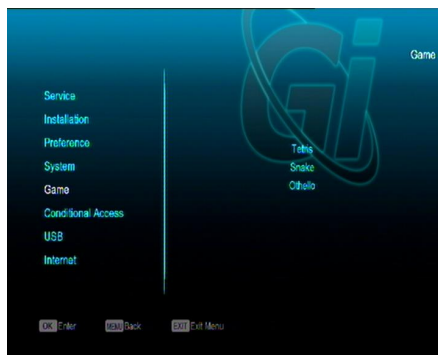 Gi
Game
Service
Installation
Preference
System
Game
Conditional Access
USB
Internet
Tetris
Snake
Othello
OK Enter
MENU Back
EXIT Exit Menu